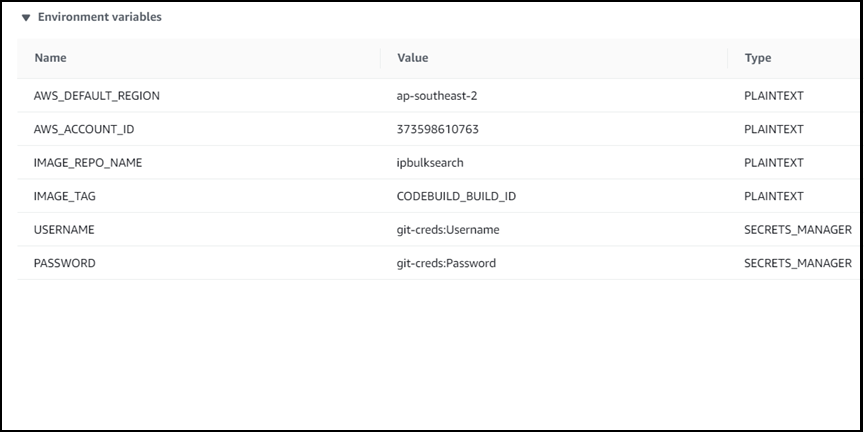 Environment variables
Name Value Type
AWS_DEFAULT_REGION ap-southeast-2 PLAINTEXT
AWS_ACCOUNT_ID 373598610763 PLAINTEXT
IMAGE_REPO_NAME ipbulksearch PLAINTEXT
IMAGE_TAG CODEBUILD_BUILD_ID PLAINTEXT
USERNAME git-creds:Username SECRETS_MANAGER
PASSWORD git-creds:Password SECRETS_MANAGER